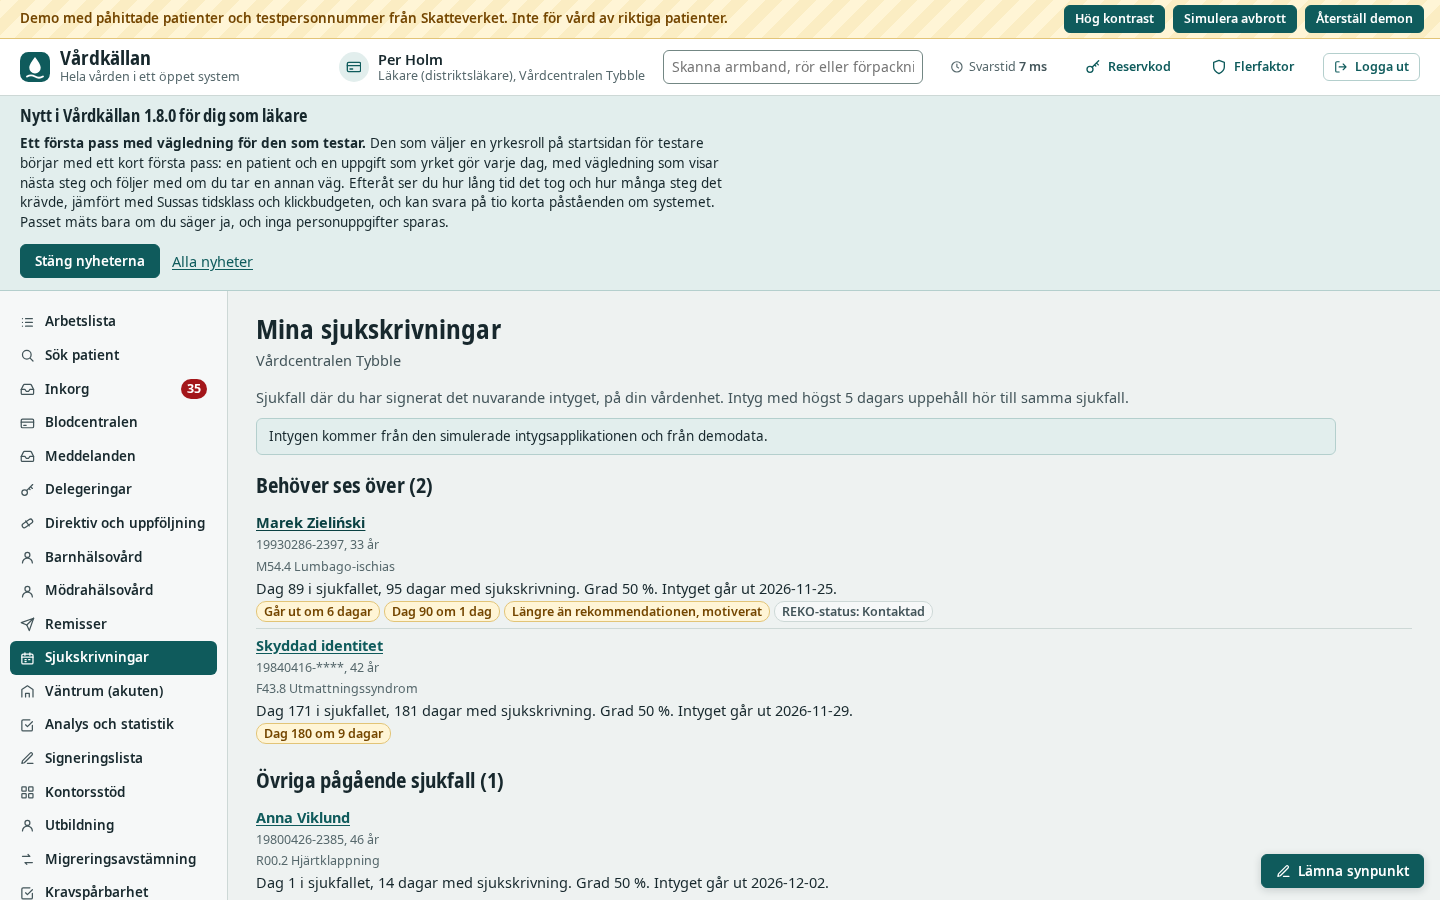 Demo med påhittade patienter och testpersonnummer från Skatteverket. Inte för vård av riktiga patienter.
Hög kontrast
Simulera avbrott
Återställ demon
Vårdkällan
Hela vården i ett öppet system
Per Holm
Läkare (distriktsläkare), Vårdcentralen Tybble
Skanna armband, rör eller förpackni
Svarstid 7 ms
Reservkod
Flerfaktor
Logga ut
Nytt i Vårdkällan 1.8.0 för dig som läkare
Ett första pass med vägledning för den som testar. Den som väljer en yrkesroll på startsidan för testare
börjar med ett kort första pass: en patient och en uppgift som yrket gör varje dag, med vägledning som visar
nästa steg och följer med om du tar en annan väg. Efteråt ser du hur lång tid det tog och hur många steg det
krävde, jämfört med Sussas tidsklass och klickbudgeten, och kan svara på tio korta påståenden om systemet.
Passet mäts bara om du säger ja, och inga personuppgifter sparas.
Stäng nyheterna
Alla nyheter
Arbetslista
Sök patient
Inkorg
35
Blodcentralen
Meddelanden
Delegeringar
Direktiv och uppföljning
Barnhälsovård
Mödrahälsovård
Remisser
Sjukskrivningar
Väntrum (akuten)
Analys och statistik
Signeringslista
Kontorsstöd
Utbildning
Migreringsavstämning
Kravspårbarhet
Mina sjukskrivningar
Vårdcentralen Tybble
Sjukfall där du har signerat det nuvarande intyget, på din vårdenhet. Intyg med högst 5 dagars uppehåll hör till samma sjukfall.
Intygen kommer från den simulerade intygsapplikationen och från demodata.
Behöver ses över (2)
Marek Zieliński
19930286-2397, 33 år
M54.4 Lumbago-ischias
Dag 89 i sjukfallet, 95 dagar med sjukskrivning. Grad 50 %. Intyget går ut 2026-11-25.
Går ut om 6 dagar
Dag 90 om 1 dag
Längre än rekommendationen, motiverat
REKO-status: Kontaktad
Skyddad identitet
19840416-****, 42 år
F43.8 Utmattningssyndrom
Dag 171 i sjukfallet, 181 dagar med sjukskrivning. Grad 50 %. Intyget går ut 2026-11-29.
Dag 180 om 9 dagar
Övriga pågående sjukfall (1)
Anna Viklund
19800426-2385, 46 år
R00.2 Hjärtklappning
Dag 1 i sjukfallet, 14 dagar med sjukskrivning. Grad 50 %. Intyget går ut 2026-12-02.
Lämna synpunkt